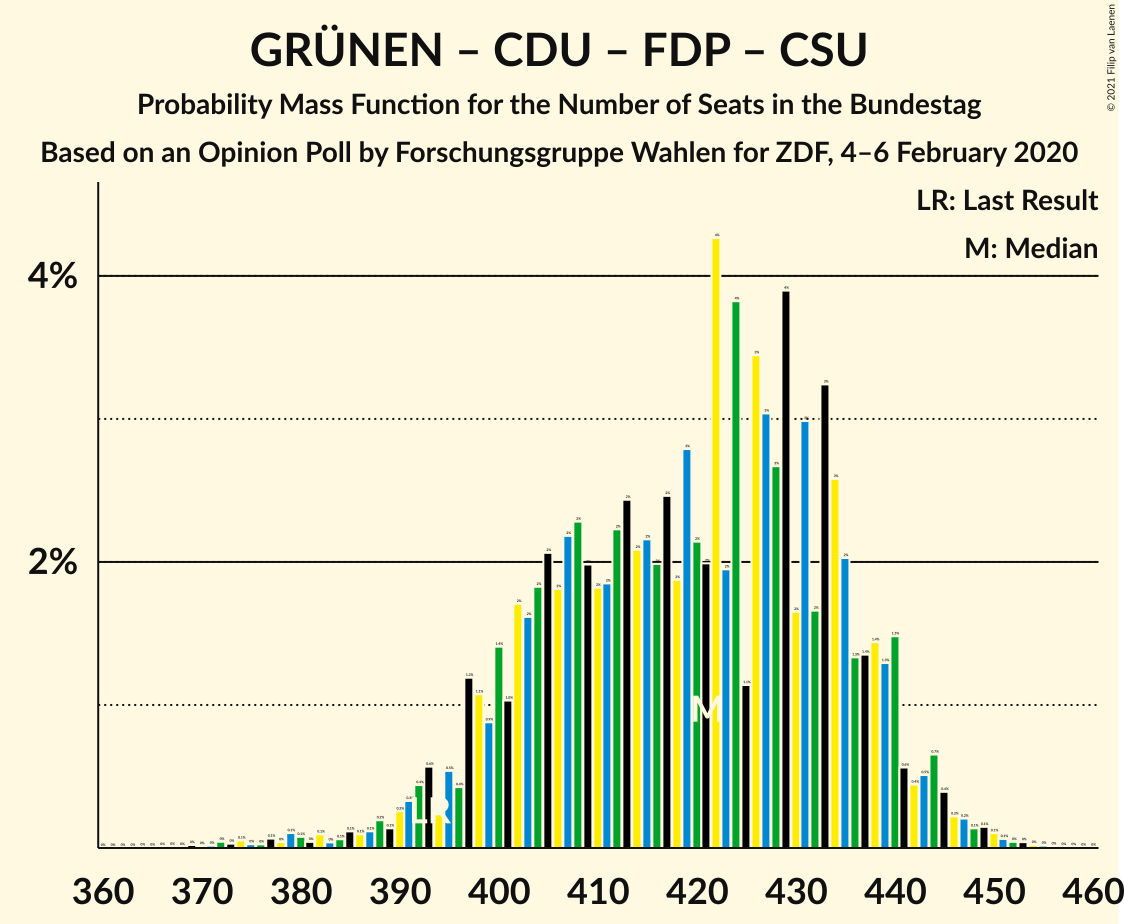 GRÜNEN – CDU – FDP – CSU
Probability Mass Function for the Number of Seats in the Bundestag
Based on an Opinion Poll by Forschungsgruppe Wahlen for ZDF, 4–6 February 2020
© 2021 Filip van Laenen
LR: Last Result
M: Median
4%
2%
LR
M
360 370 380 390 400 410 420 430 440 450 460